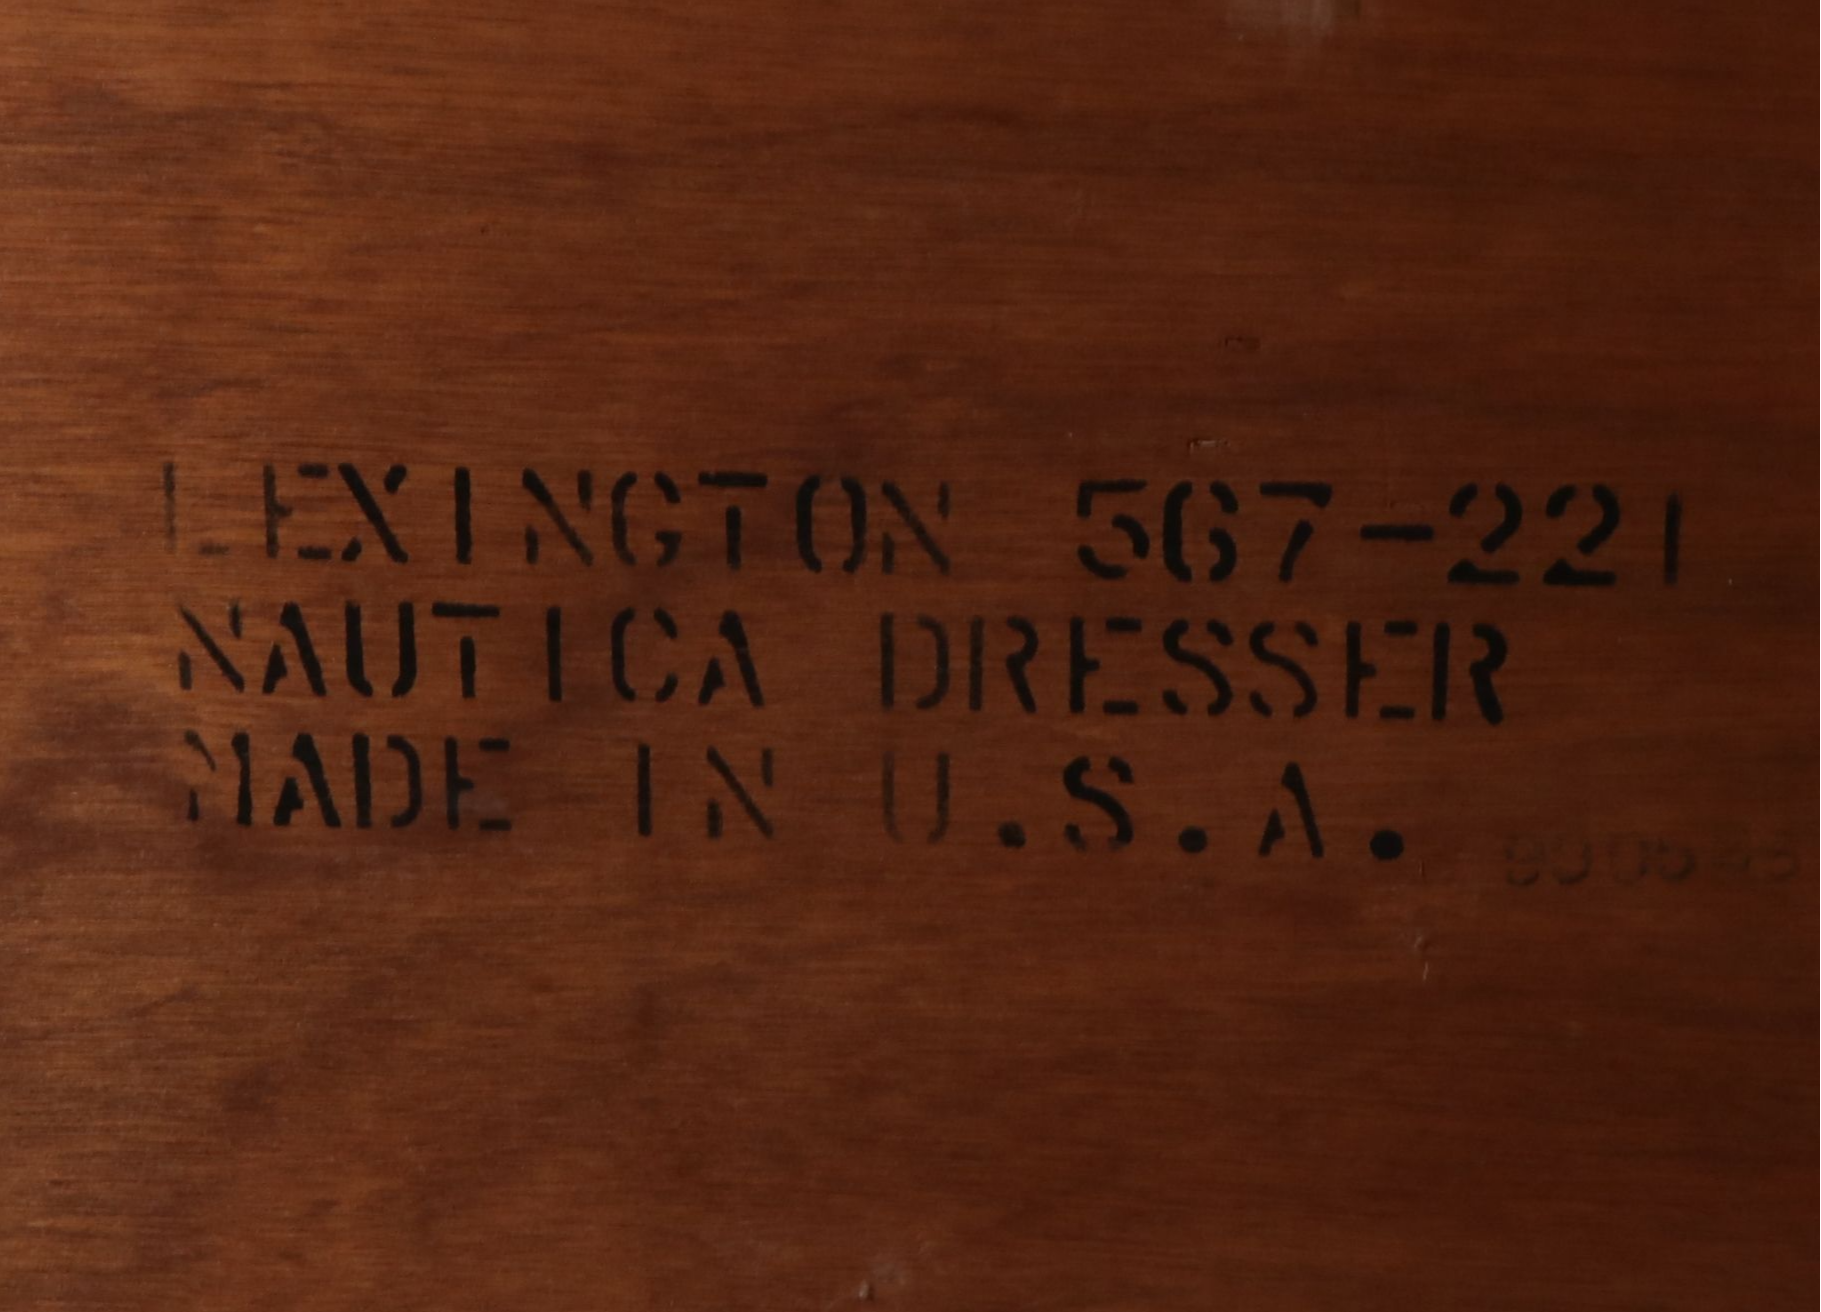 LEXINGTON 567-221
NAUTICA DRESSER
MADE IN U.S.A.